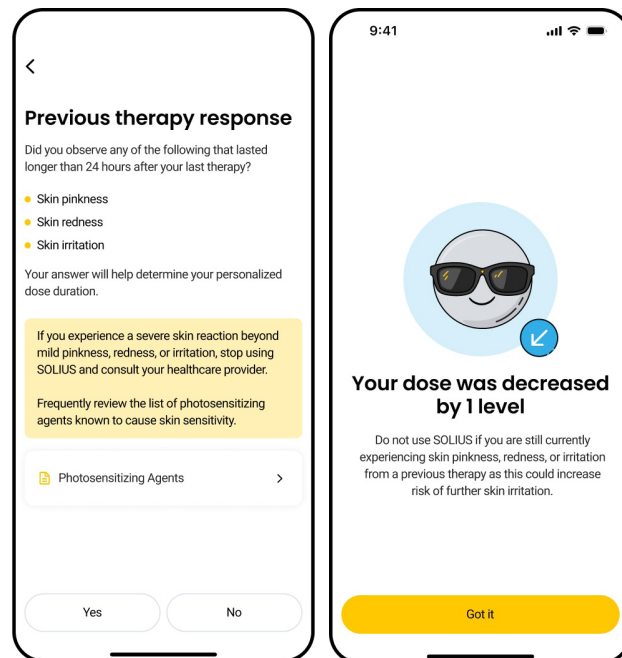 Previous therapy response
Did you observe any of the following that lasted
longer than 24 hours after your last therapy?
Skin pinkness
Skin redness
Skin irritation
Your answer will help determine your personalized
dose duration.
If you experience a severe skin reaction beyond
mild pinkness, redness, or irritation, stop using
SOLIUS and consult your healthcare provider.
Frequently review the list of photosensitizing
agents known to cause skin sensitivity.
Photosensitizing Agents
Yes
No
9:41
Your dose was decreased
by 1 level
Do not use SOLIUS if you are still currently
experiencing skin pinkness, redness, or irritation
from a previous therapy as this could increase
risk of further skin irritation.
Got it